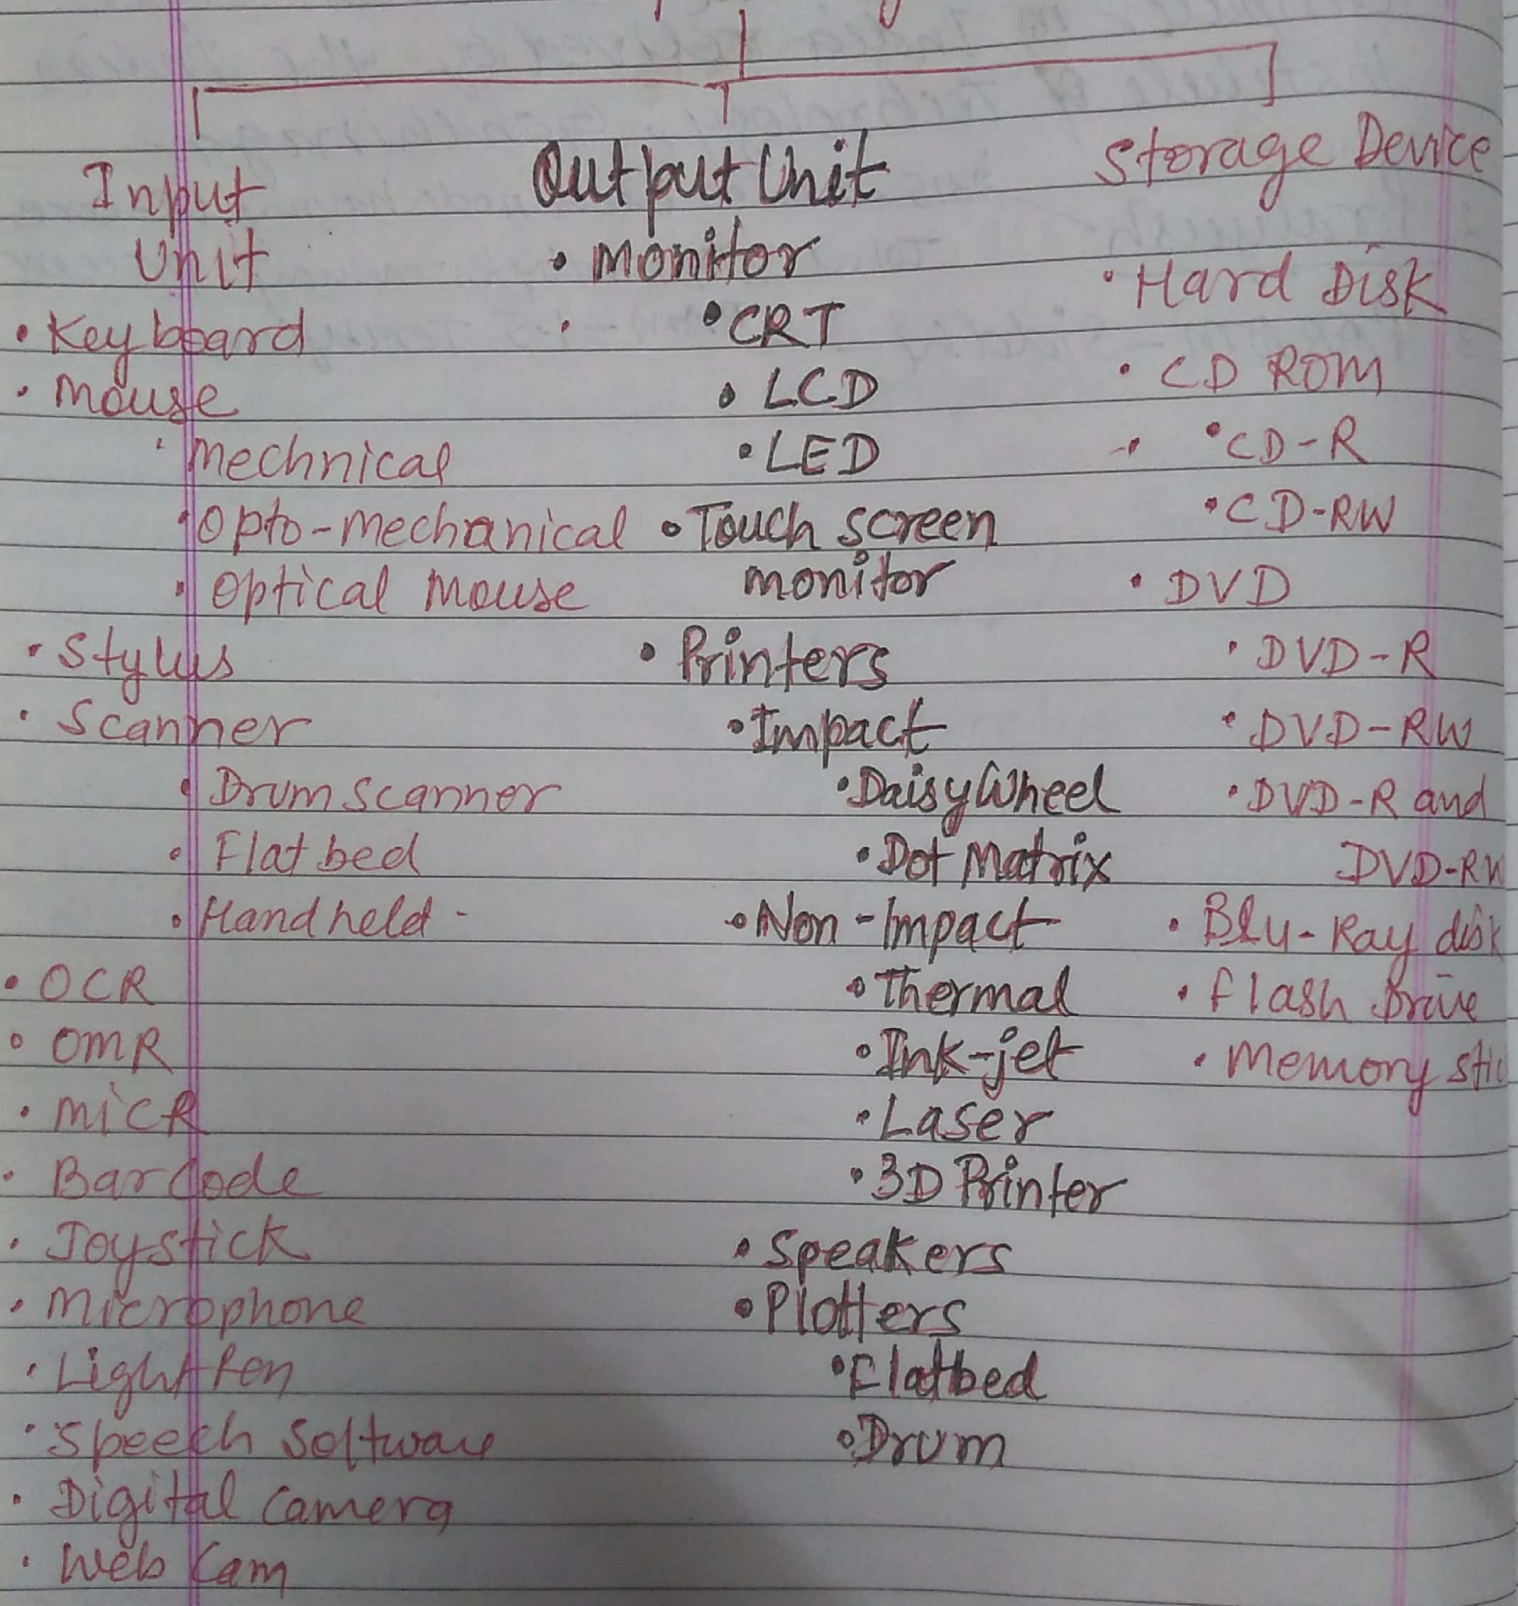 Input
Unit
• Keyboard
• Mouse
• Mechnical
• Opto-mechanical
• Optical Mouse
• Stylus
• Scanner
• Drum scanner
• Flat bed
• Handheld -
• OCR
• OMR
• MICR
• Bar Code
• Joystick
• Microphone
• Light Pen
• Speech Software
• Digital Camera
• Web Cam
Output Unit
• Monitor
• CRT
• LCD
• LED
• Touch screen
monitor
• Printers
• Impact
• Daisy Wheel
• Dot Matrix
• Non-Impact
• Thermal
• Ink-jet
• Laser
• 3D Printer
• Speakers
• Plotters
• Flatbed
• Drum
Storage Device
• Hard Disk
• CD ROM
• CD-R
• CD-RW
• DVD
• DVD-R
• DVD-RW
• DVD-R and
DVD-RW
• Blu-Ray disk
• Flash Drive
• Memory stic